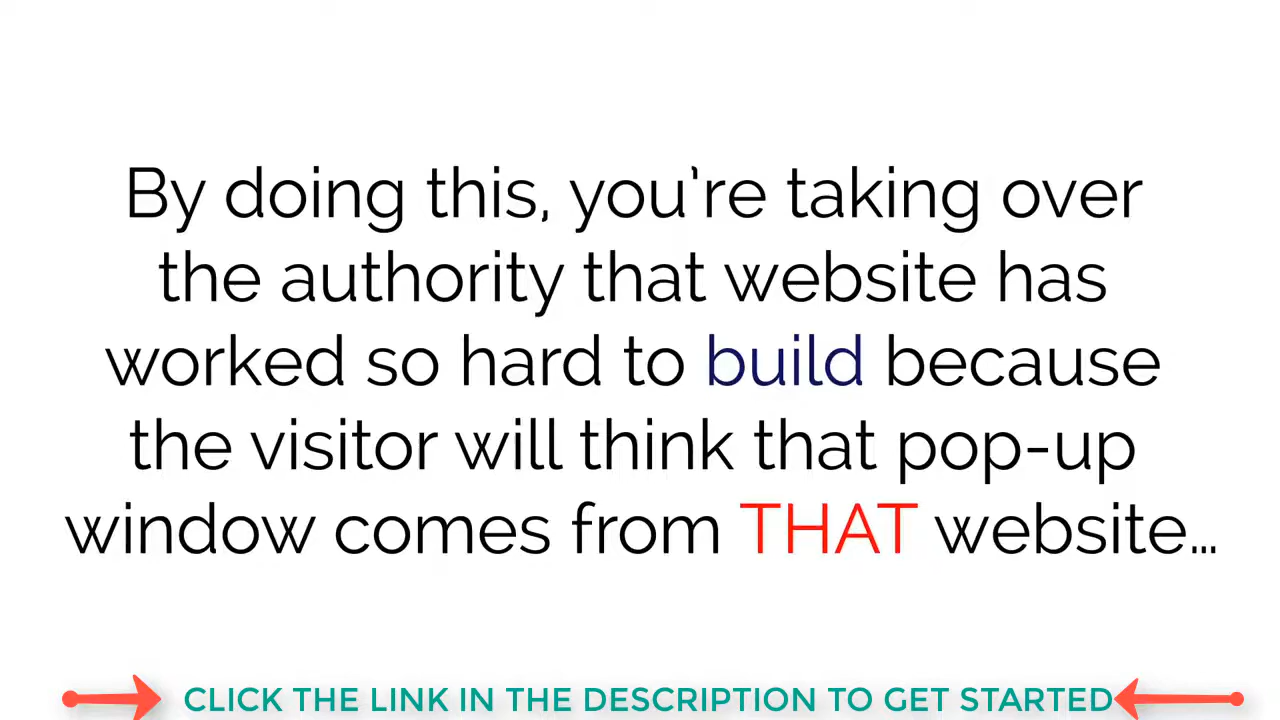 By doing this, you’re taking over
the authority that website has
worked so hard to build because
the visitor will think that pop-up
window comes from THAT website...
CLICK THE LINK IN THE DESCRIPTION TO GET STARTED